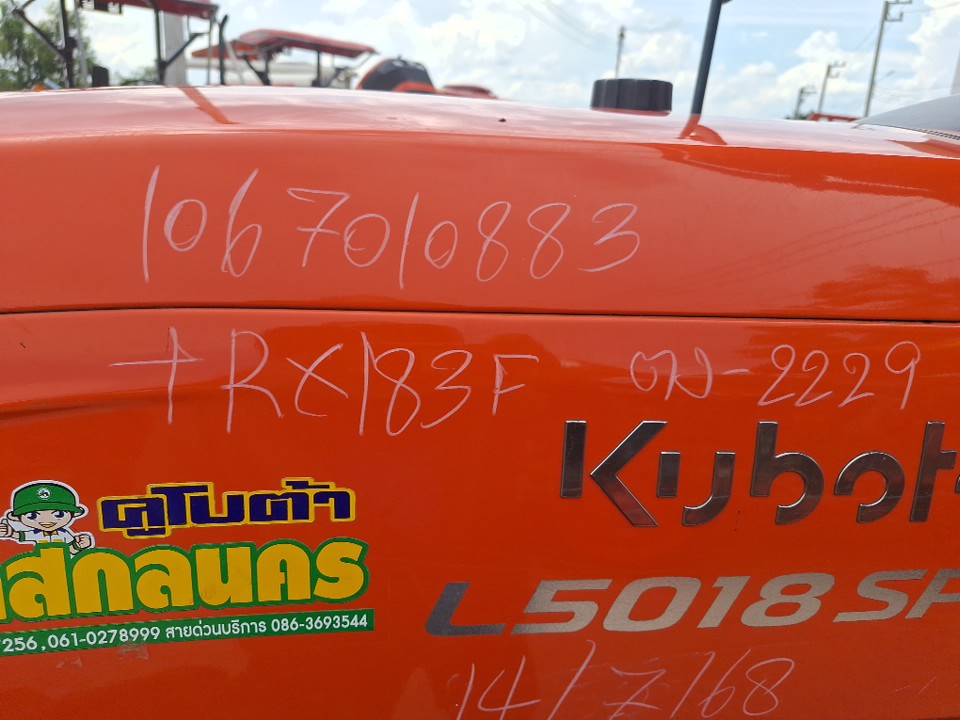 1067010883
+RX183F ตง-2229
Kubota
คูโบต้า
สกลนคร
L5018 SP
256,061-0278999 สายด่วนบริการ 086-3693544
14/7/68